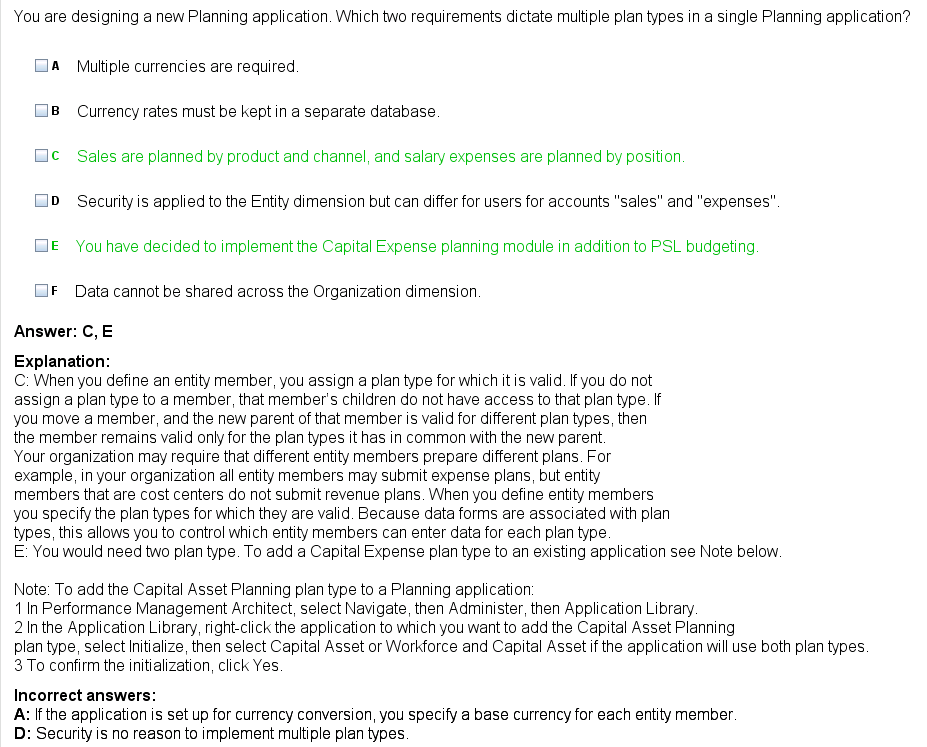 You are designing a new Planning application. Which two requirements dictate multiple plan types in a single Planning application?
A Multiple currencies are required.
B Currency rates must be kept in a separate database.
C Sales are planned by product and channel, and salary expenses are planned by position.
D Security is applied to the Entity dimension but can differ for users for accounts "sales" and "expenses".
E You have decided to implement the Capital Expense planning module in addition to PSL budgeting.
F Data cannot be shared across the Organization dimension.
Answer: C, E
Explanation:
C: When you define an entity member, you assign a plan type for which it is valid. If you do not
assign a plan type to a member, that member's children do not have access to that plan type. If
you move a member, and the new parent of that member is valid for different plan types, then
the member remains valid only for the plan types it has in common with the new parent.
Your organization may require that different entity members prepare different plans. For
example, in your organization all entity members may submit expense plans, but entity
members that are cost centers do not submit revenue plans. When you define entity members
you specify the plan types for which they are valid. Because data forms are associated with plan
types, this allows you to control which entity members can enter data for each plan type.
E: You would need two plan type. To add a Capital Expense plan type to an existing application see Note below.
Note: To add the Capital Asset Planning plan type to a Planning application:
1 In Performance Management Architect, select Navigate, then Administer, then Application Library.
2 In the Application Library, right-click the application to which you want to add the Capital Asset Planning
plan type, select Initialize, then select Capital Asset or Workforce and Capital Asset if the application will use both plan types.
3 To confirm the initialization, click Yes.
Incorrect answers:
A: If the application is set up for currency conversion, you specify a base currency for each entity member.
D: Security is no reason to implement multiple plan types.